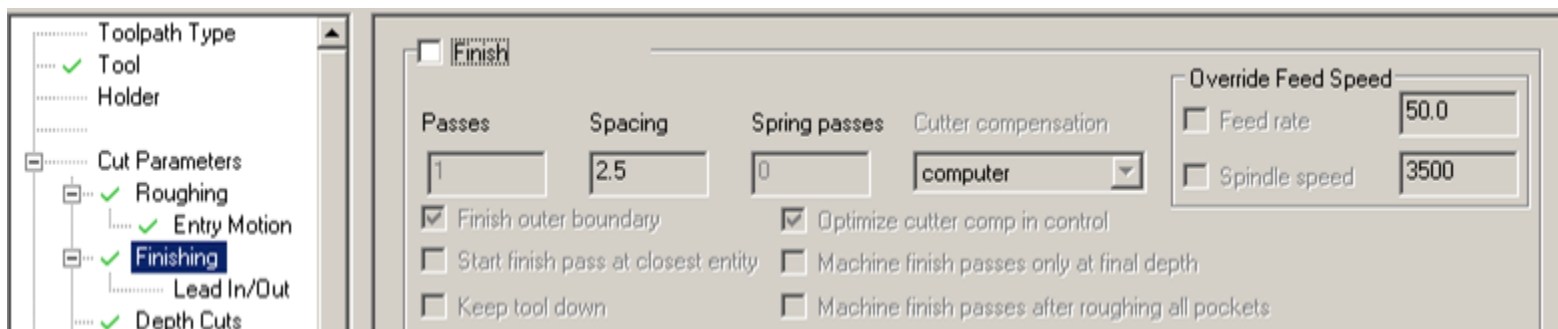 Toolpath Type
Tool
Holder
Cut Parameters
Roughing
Entry Motion
Finishing
Lead In/Out
Depth Cuts
Finish
Override Feed Speed
Feed rate 50.0
Spindle speed 3500
Passes Spacing Spring passes Cutter compensation
1 2.5 0 computer
Finish outer boundary Optimize cutter comp in control
Start finish pass at closest entity Machine finish passes only at final depth
Keep tool down Machine finish passes after roughing all pockets